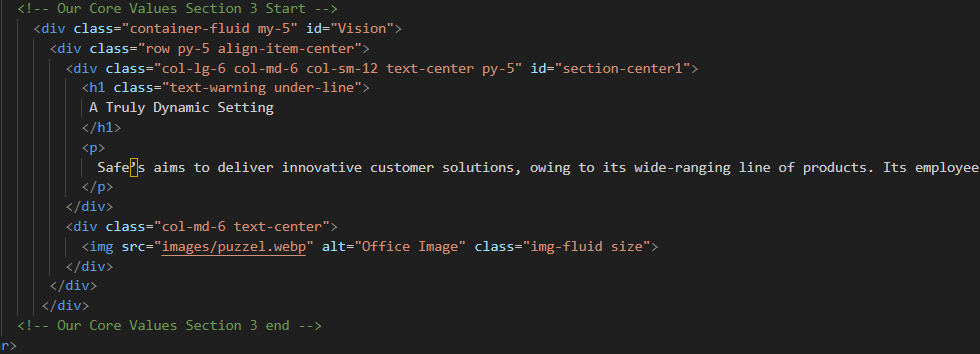 <!-- Our Core Values Section 3 Start -->
<div class="container-fluid my-5" id="Vision">
<div class="row py-5 align-item-center">
<div class="col-lg-6 col-md-6 col-sm-12 text-center py-5" id="section-center1">
<h1 class="text-warning under-line">
A Truly Dynamic Setting
</h1>
<p>
Safe’s aims to deliver innovative customer solutions, owing to its wide-ranging line of products. Its employee
</p>
</div>
<div class="col-md-6 text-center">
<img src="images/puzzel.webp" alt="Office Image" class="img-fluid size">
</div>
</div>
</div>
<!-- Our Core Values Section 3 end -->
r>